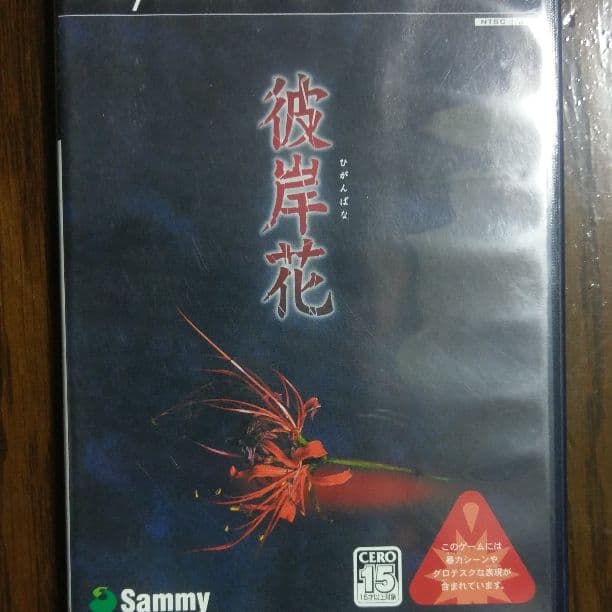 NTSC
彼岸花
ひがんばな
CERO
15
15才以上対象
このゲームには
暴力シーンや
グロテスクな表現が
含まれています。
Sammy